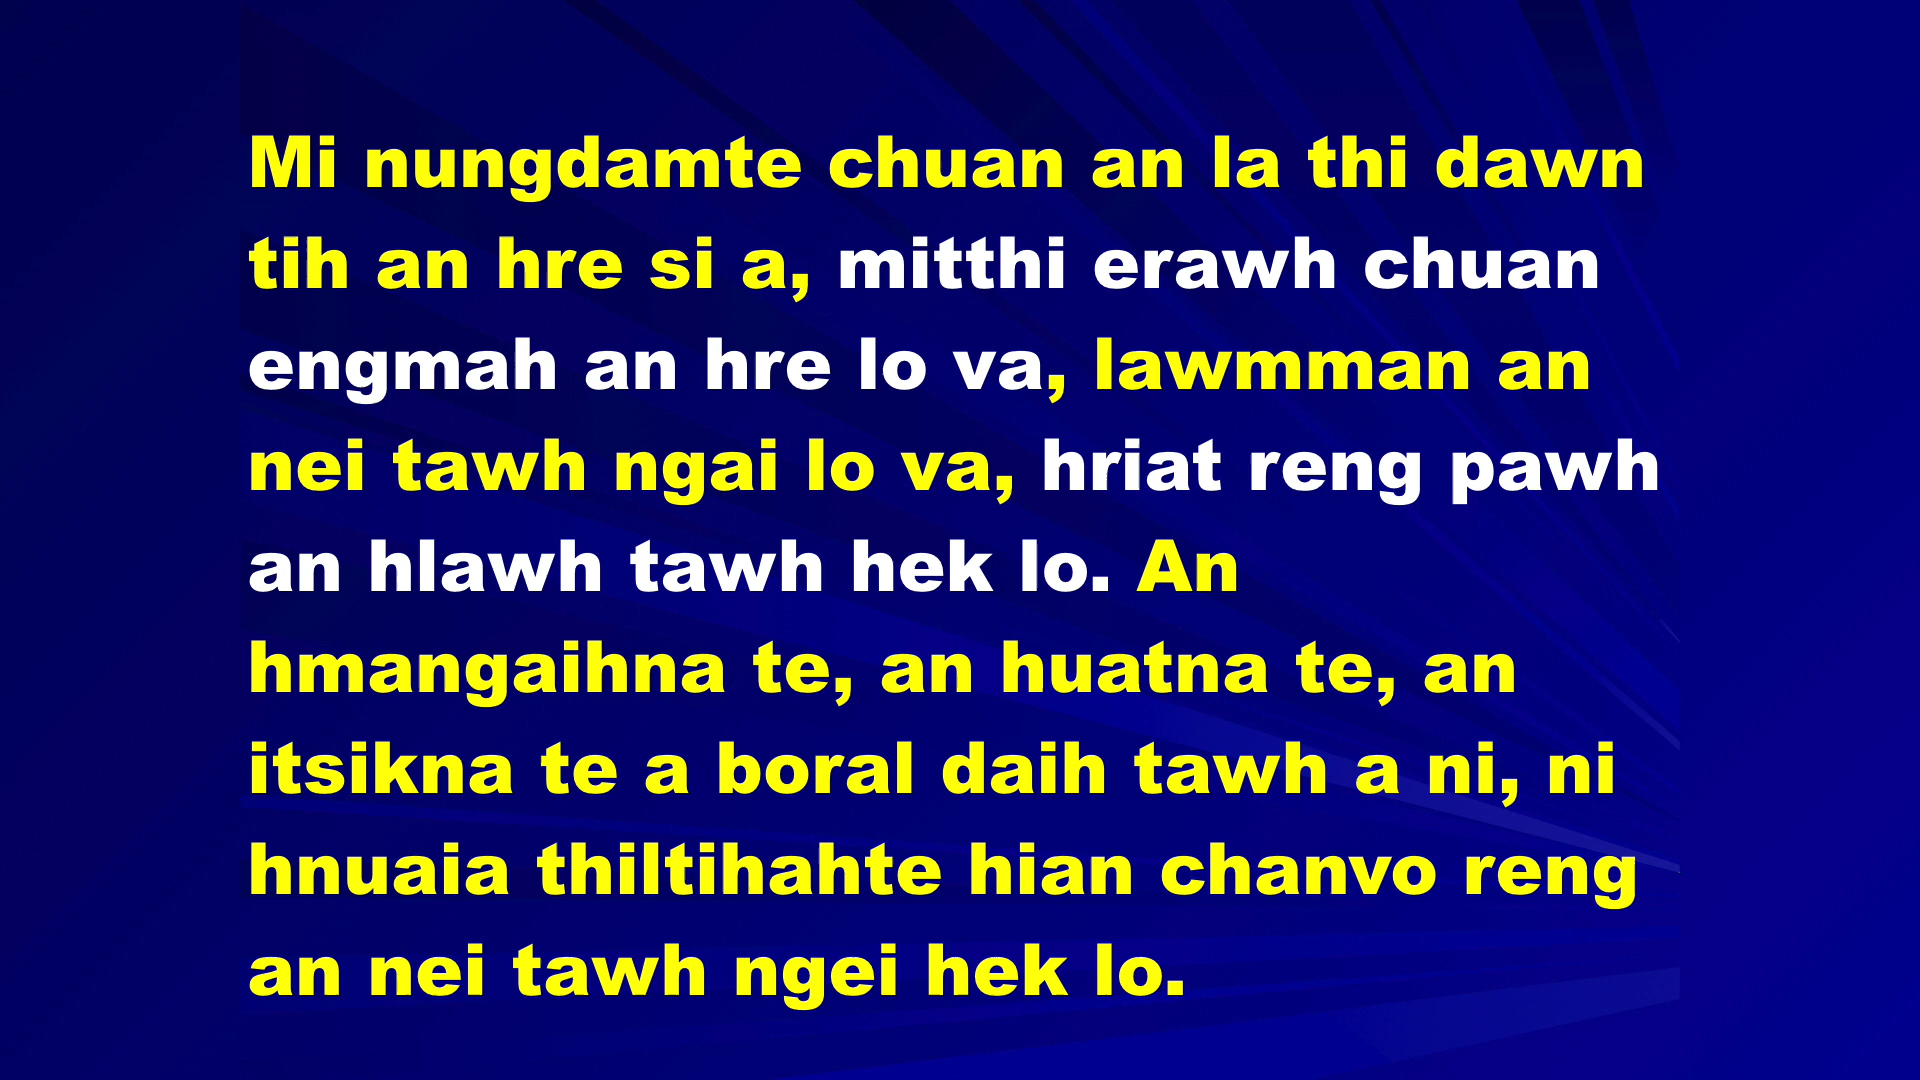 Mi nungdamte chuan an la thi dawn
tih an hre si a, mitthi erawh chuan
engmah an hre lo va, lawmman an
nei tawh ngai lo va, hriat reng pawh
an hlawh tawh hek lo. An
hmangaihna te, an huatna te, an
itsikna te a boral daih tawh a ni, ni
hnuaia thiltihahte hian chanvo reng
an nei tawh ngei hek lo.